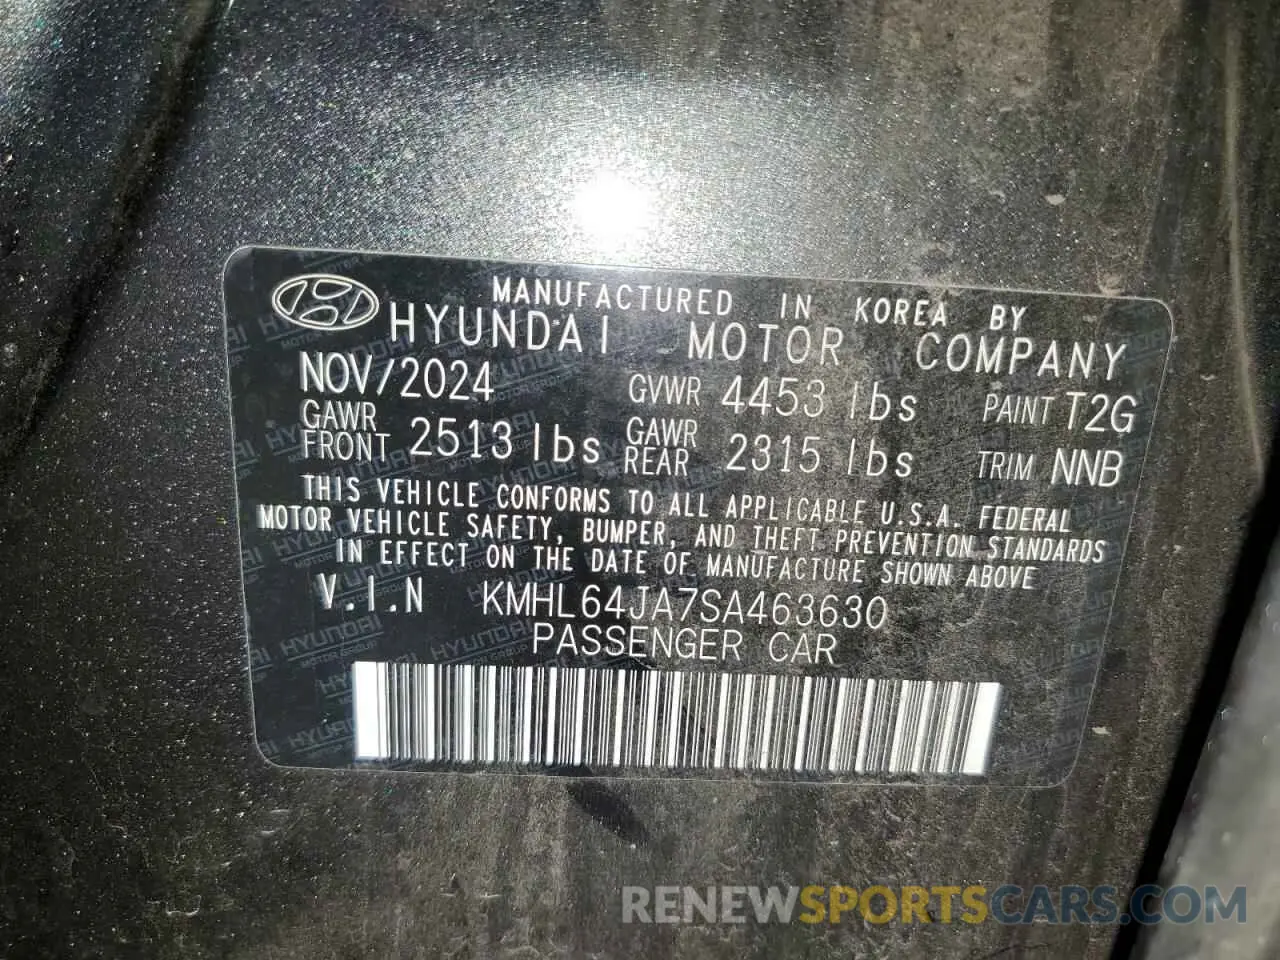 MANUFACTURED IN KOREA BY
HYUNDAI MOTOR COMPANY
NOV/2024 GVWR 4453 lbs PAINT T2G
GAWR FRONT 2513 lbs GAWR REAR 2315 lbs TRIM NNB
THIS VEHICLE CONFORMS TO ALL APPLICABLE U.S.A. FEDERAL
MOTOR VEHICLE SAFETY, BUMPER, AND THEFT PREVENTION STANDARDS
IN EFFECT ON THE DATE OF MANUFACTURE SHOWN ABOVE
V.I.N KMHL64JA7SA463630
PASSENGER CAR
RENEWSPORTSCARS.COM